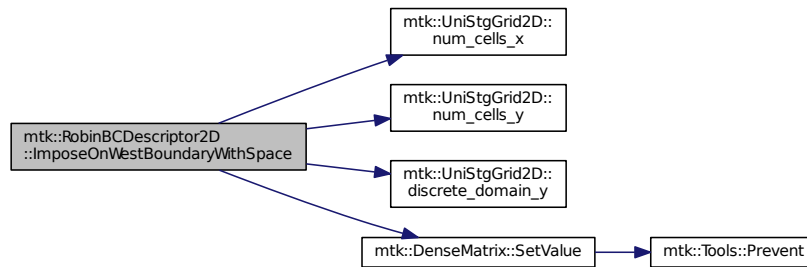 mtk::RobinBCDescriptor2D
::ImposeOnWestBoundaryWithSpace
mtk::UniStgGrid2D::
num_cells_x
mtk::UniStgGrid2D::
num_cells_y
mtk::UniStgGrid2D::
discrete_domain_y
mtk::DenseMatrix::SetValue
mtk::Tools::Prevent